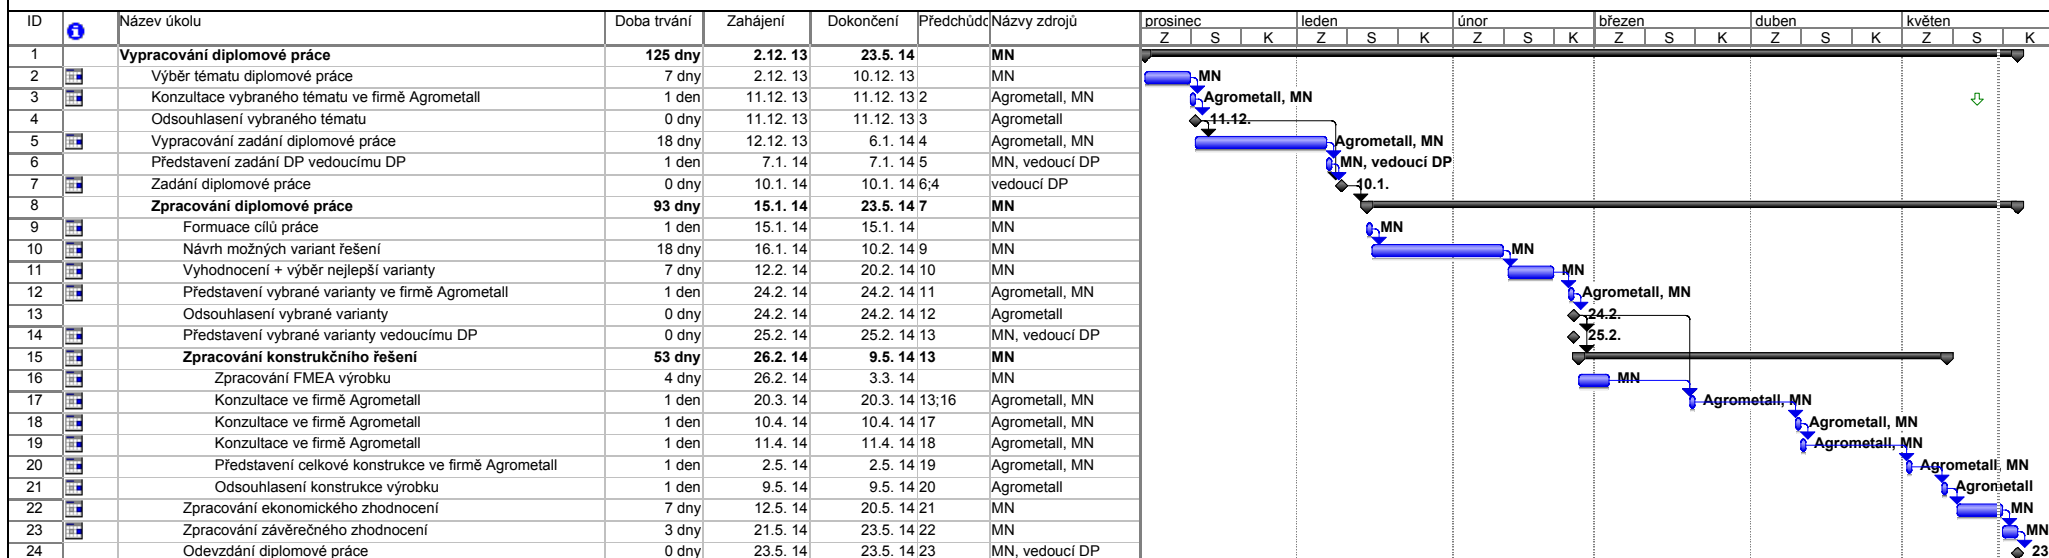 ID Název úkolu Doba trvání Zahájení Dokončení Předchůdc Názvy zdrojů prosinec leden únor březen duben květen
Z S K Z S K Z S K Z S K Z S K Z S K
1 Vypracování diplomové práce 125 dny 2.12. 13 23.5. 14 MN
2 Výběr tématu diplomové práce 7 dny 2.12. 13 10.12. 13 MN MN
3 Konzultace vybraného tématu ve firmě Agrometall 1 den 11.12. 13 11.12. 13 2 Agrometall, MN Agrometall, MN
4 Odsouhlasení vybraného tématu 0 dny 11.12. 13 11.12. 13 3 Agrometall 11.12.
5 Vypracování zadání diplomové práce 18 dny 12.12. 13 6.1. 14 4 Agrometall, MN Agrometall, MN
6 Představení zadání DP vedoucímu DP 1 den 7.1. 14 7.1. 14 5 MN, vedoucí DP MN, vedoucí DP
7 Zadání diplomové práce 0 dny 10.1. 14 10.1. 14 6;4 vedoucí DP 10.1.
8 Zpracování diplomové práce 93 dny 15.1. 14 23.5. 14 7 MN
9 Formuace cílů práce 1 den 15.1. 14 15.1. 14 MN MN
10 Návrh možných variant řešení 18 dny 16.1. 14 10.2. 14 9 MN MN
11 Vyhodnocení + výběr nejlepší varianty 7 dny 12.2. 14 20.2. 14 10 MN MN
12 Představení vybrané varianty ve firmě Agrometall 1 den 24.2. 14 24.2. 14 11 Agrometall, MN Agrometall, MN
13 Odsouhlasení vybrané varianty 0 dny 24.2. 14 24.2. 14 12 Agrometall 24.2.
14 Představení vybrané varianty vedoucímu DP 0 dny 25.2. 14 25.2. 14 13 MN, vedoucí DP 25.2.
15 Zpracování konstrukčního řešení 53 dny 26.2. 14 9.5. 14 13 MN
16 Zpracování FMEA výrobku 4 dny 26.2. 14 3.3. 14 MN MN
17 Konzultace ve firmě Agrometall 1 den 20.3. 14 20.3. 14 13;16 Agrometall, MN Agrometall, MN
18 Konzultace ve firmě Agrometall 1 den 10.4. 14 10.4. 14 17 Agrometall, MN Agrometall, MN
19 Konzultace ve firmě Agrometall 1 den 11.4. 14 11.4. 14 18 Agrometall, MN Agrometall, MN
20 Představení celkové konstrukce ve firmě Agrometall 1 den 2.5. 14 2.5. 14 19 Agrometall, MN Agrometall, MN
21 Odsouhlasení konstrukce výrobku 1 den 9.5. 14 9.5. 14 20 Agrometall Agrometall
22 Zpracování ekonomického zhodnocení 7 dny 12.5. 14 20.5. 14 21 MN MN
23 Zpracování závěrečného zhodnocení 3 dny 21.5. 14 23.5. 14 22 MN MN
24 Odevzdání diplomové práce 0 dny 23.5. 14 23.5. 14 23 MN, vedoucí DP 23